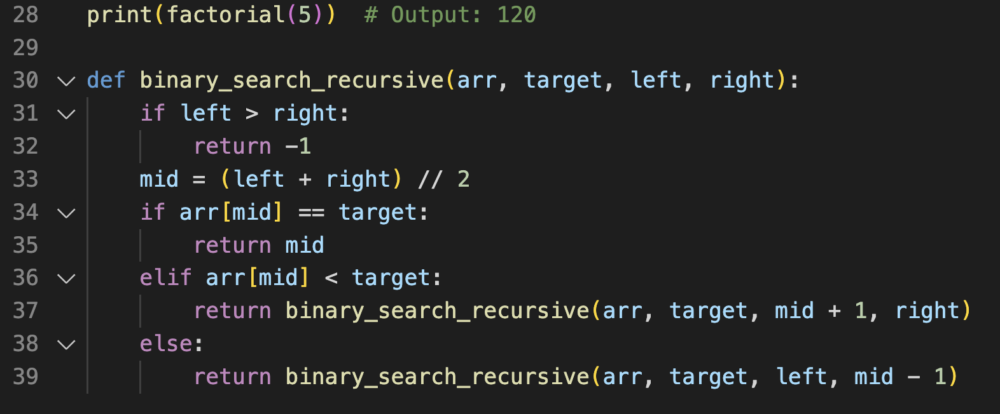 28 print(factorial(5))  # Output: 120
29
30 def binary_search_recursive(arr, target, left, right):
31     if left > right:
32         return -1
33     mid = (left + right) // 2
34     if arr[mid] == target:
35         return mid
36     elif arr[mid] < target:
37         return binary_search_recursive(arr, target, mid + 1, right)
38     else:
39         return binary_search_recursive(arr, target, left, mid - 1)